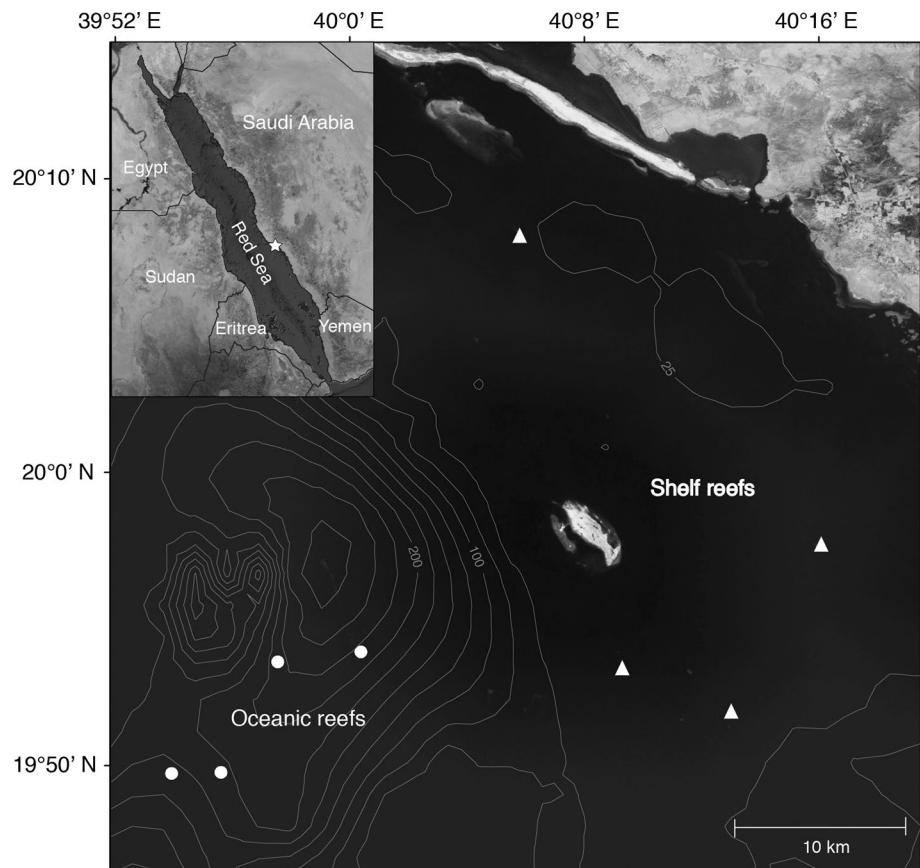 39°52’ E
40°0’ E
40°8’ E
40°16’ E
Saudi Arabia
20°10’ N
Egypt
Red Sea
Sudan
Eritrea
Yemen
25
20°0’ N
Shelf reefs
200
100
Oceanic reefs
19°50’ N
10 km